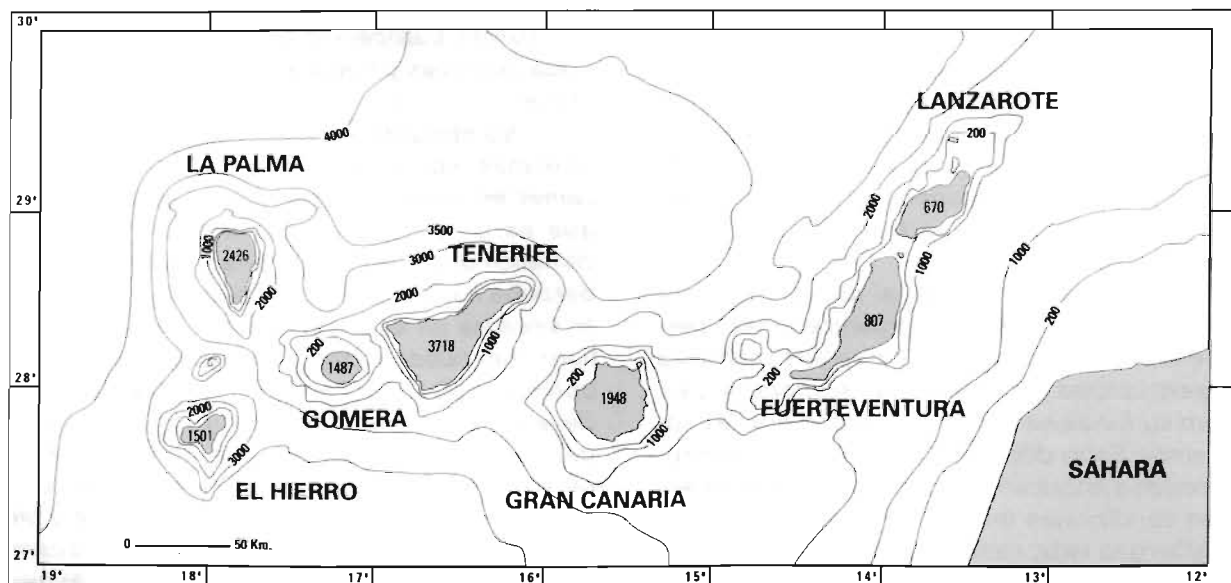 30'
LANZAROTE
200
4000
LA PALMA
2000
670
29'
1000
2426
3500
3000
TENERIFE
1000
1000
2000
2000
200
807
200
3718
1000
1487
28'
200
1948
200
2000
GOMERA
FUERTEVENTURA
1501
1000
3000
SÁHARA
EL HIERRO
GRAN CANARIA
0 50 Km.
27'
19' 18' 17' 16' 15' 14' 13' 12'